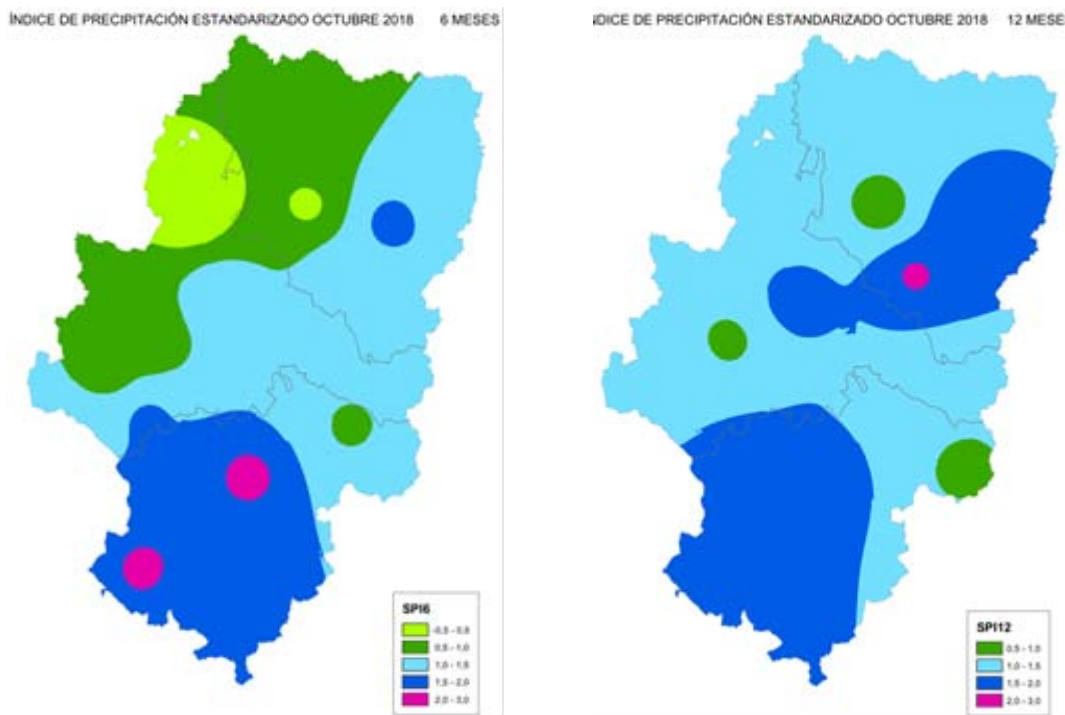 ÍNDICE DE PRECIPITACIÓN ESTANDARIZADO OCTUBRE 2018 6 MESES
NDICE DE PRECIPITACIÓN ESTANDARIZADO OCTUBRE 2018 12 MESE
SPI6
-0,5 - 0,5
0,5 - 1,0
1,0 - 1,5
1,5 - 2,0
2,0 - 3,0
SPI12
0,5 - 1,0
1,0 - 1,5
1,5 - 2,0
2,0 - 3,0